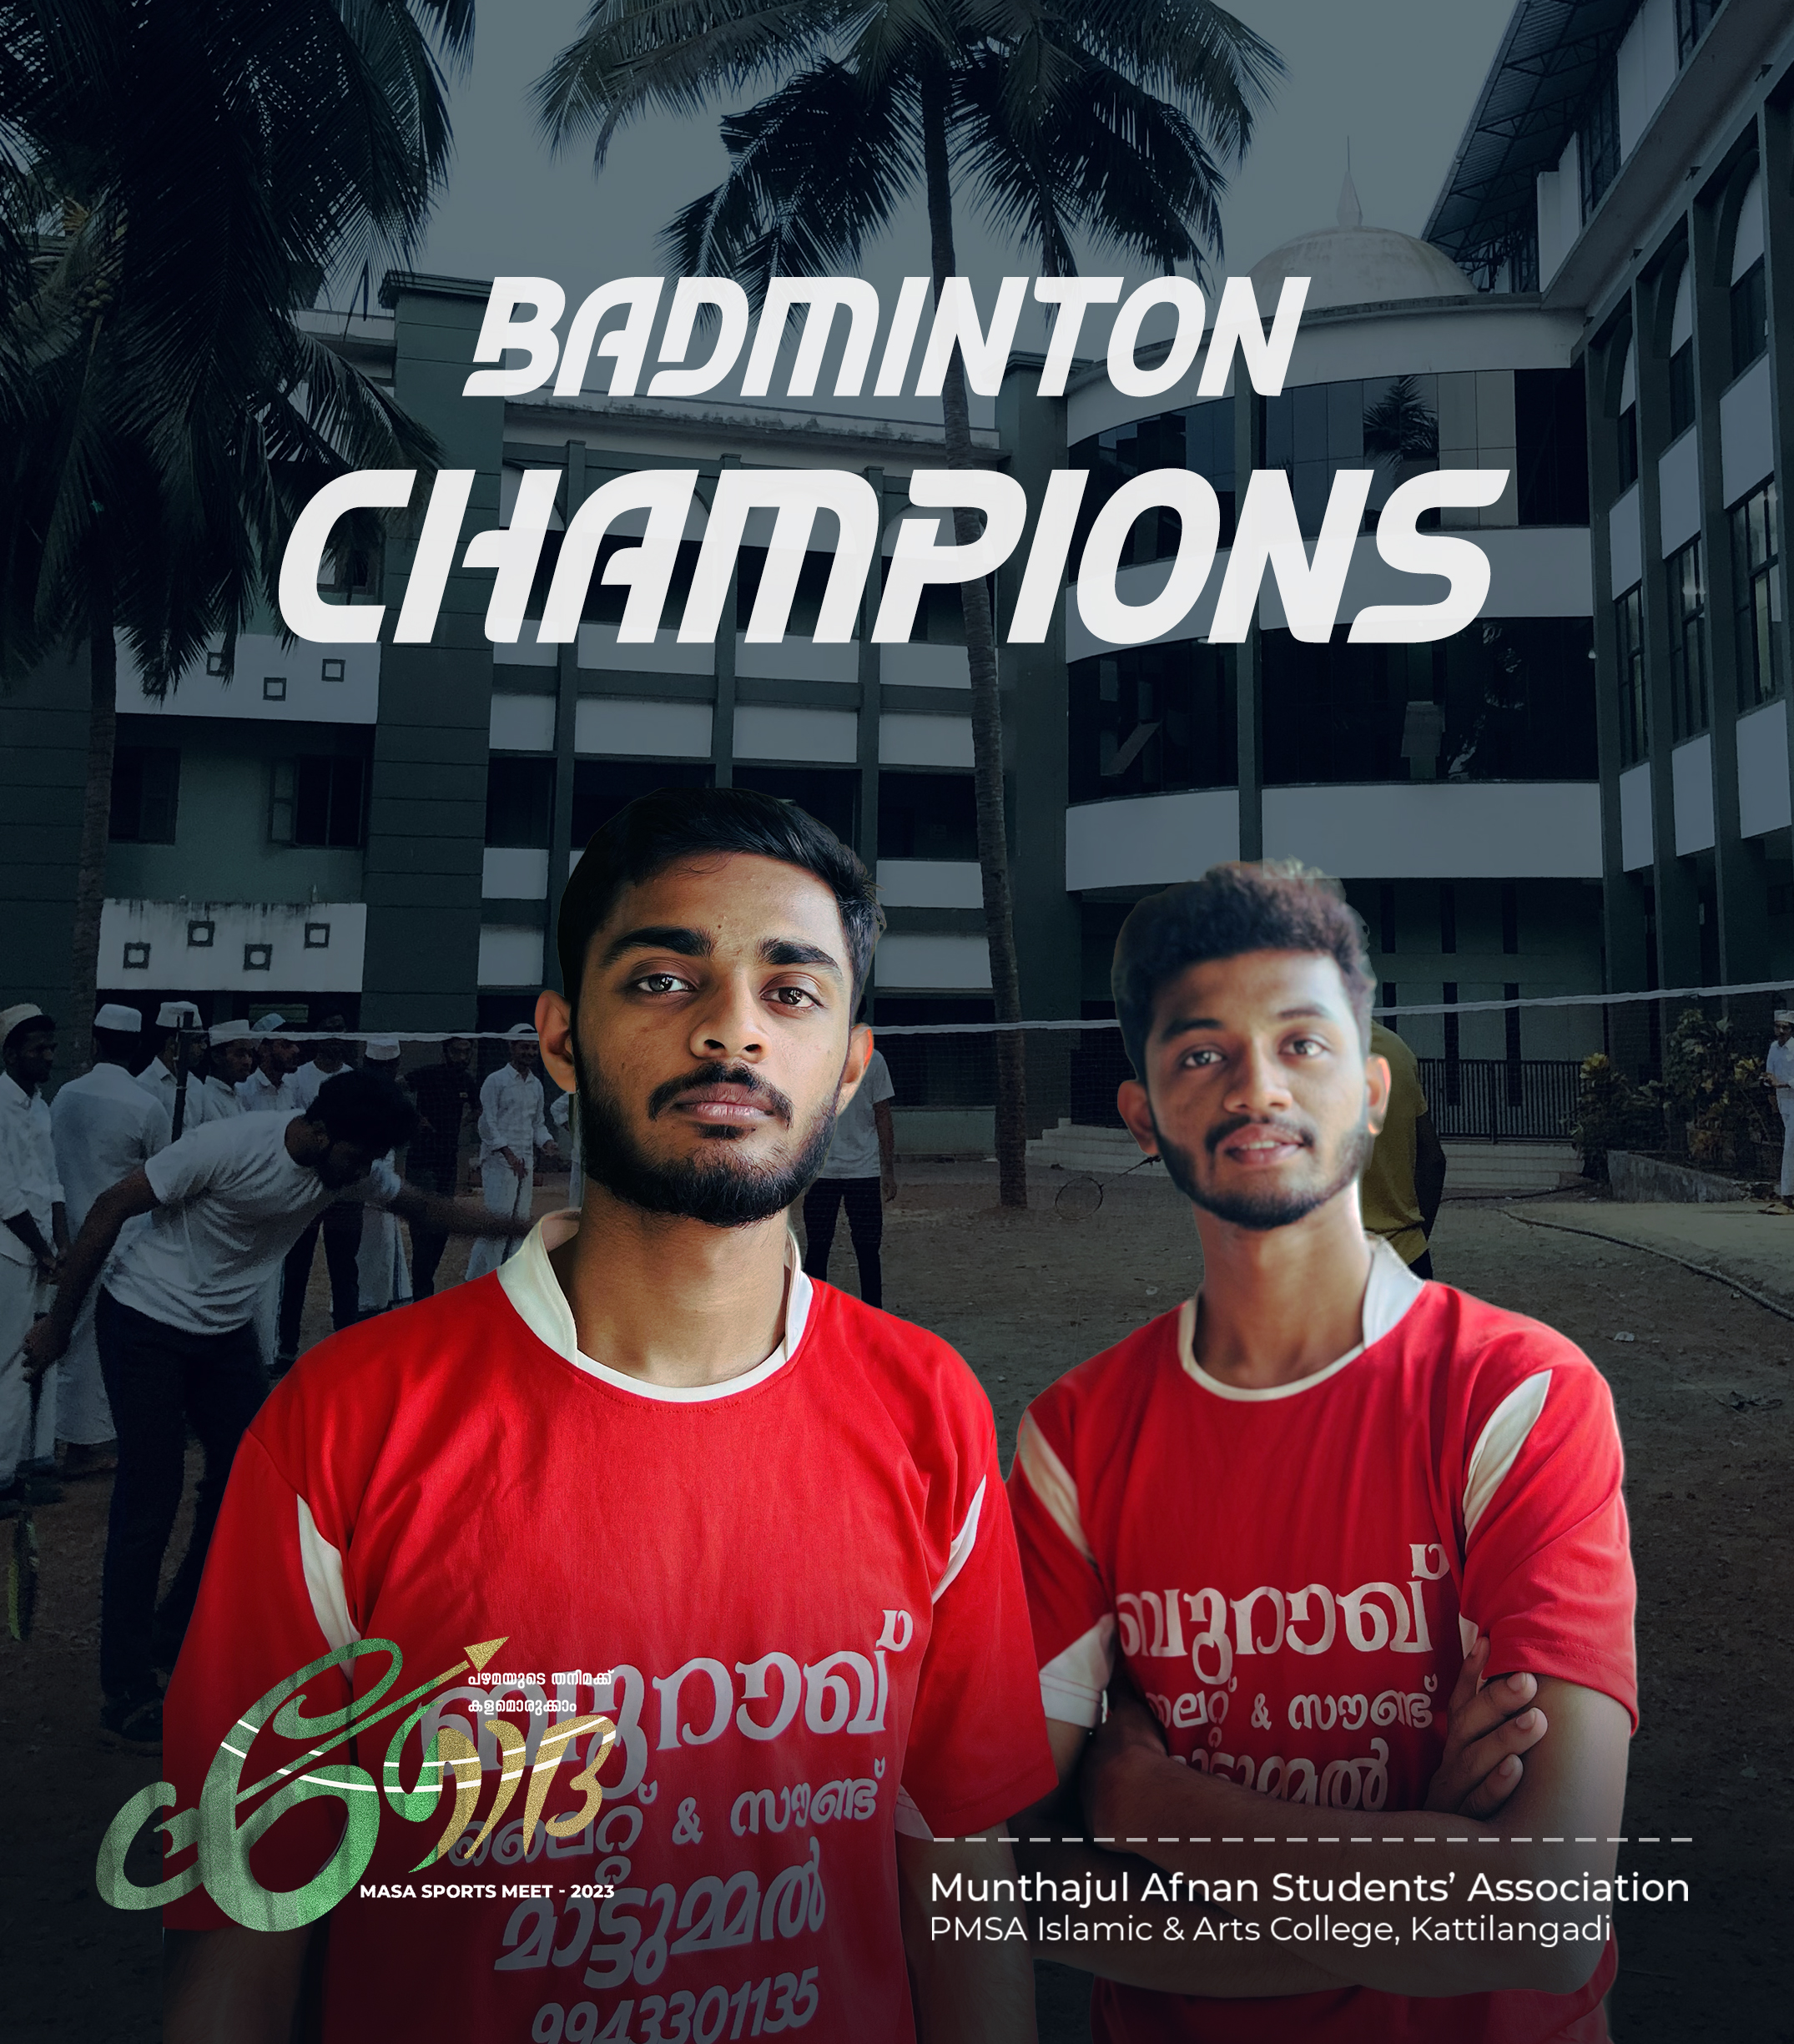 BADMINTON
CHAMPIONS
ബുറാഖ്
ലൈറ്റ് & സൗണ്ട്
മാട്ടുമ്മൽ
9943301135
ബുറാഖ്
ലൈറ്റ് & സൗണ്ട്
മാട്ടുമ്മൽ
പഴമയുടെ തനിമക്ക്
കളമൊരുക്കാം
MASA SPORTS MEET - 2023
Munthajul Afnan Students’ Association
PMSA Islamic & Arts College, Kattilangadi